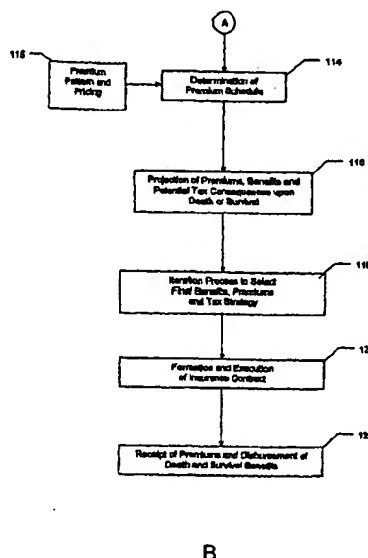 A
115
Premium
Pattern and
Pricing
114
Determination of
Premium Schedule
116
Projection of Premiums, Benefits and
Potential Tax Consequences upon
Death or Survival
Iteration Process to Select
Final Benefits, Premiums
and Tax Strategy
Formation and Execution
of Insurance Contract
Receipt of Premiums and Disbursement of
Death and Survival Benefits
B